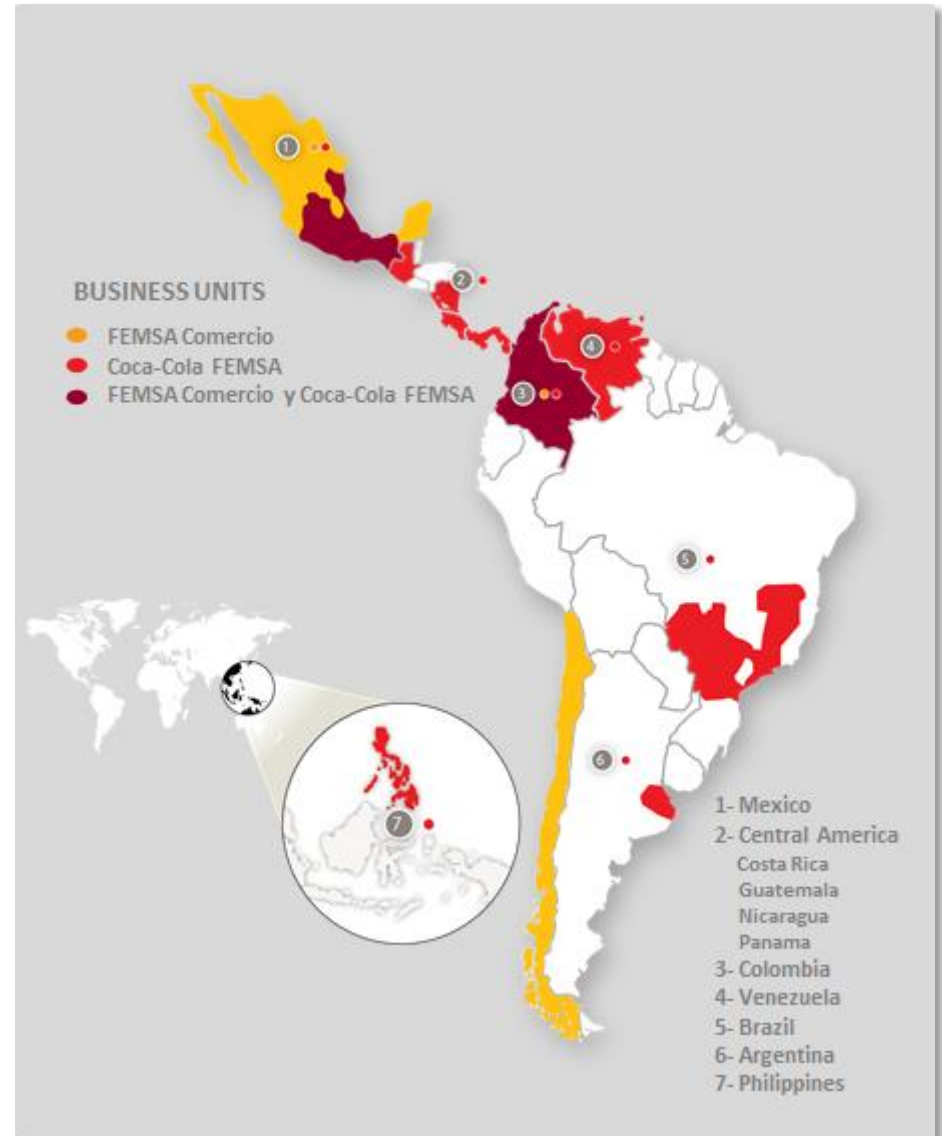 1
2
BUSINESS UNITS
FEMSA Comercio
Coca-Cola FEMSA
FEMSA Comercio y Coca-Cola FEMSA
4
3
5
6
7
1- Mexico
2- Central America
Costa Rica
Guatemala
Nicaragua
Panama
3- Colombia
4- Venezuela
5- Brazil
6- Argentina
7- Philippines